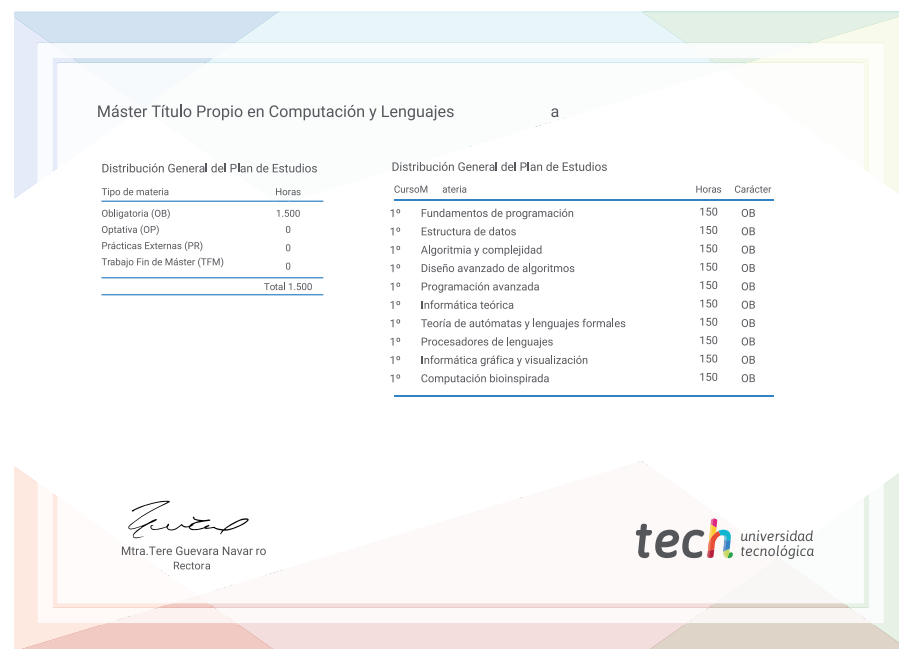 Máster Título Propio en Computación y Lenguajes a
Distribución General del Plan de Estudios
Tipo de materia Horas
Obligatoria (OB) 1.500
Optativa (OP) 0
Prácticas Externas (PR) 0
Trabajo Fin de Máster (TFM) 0
Total 1.500
Distribución General del Plan de Estudios
CursoM ateria Horas Carácter
1º Fundamentos de programación 150 OB
1º Estructura de datos 150 OB
1º Algoritmia y complejidad 150 OB
1º Diseño avanzado de algoritmos 150 OB
1º Programación avanzada 150 OB
1º Informática teórica 150 OB
1º Teoría de autómatas y lenguajes formales 150 OB
1º Procesadores de lenguajes 150 OB
1º Informática gráfica y visualización 150 OB
1º Computación bioinspirada 150 OB
Mtra.Tere Guevara Navar ro
Rectora
tech universidad
tecnológica